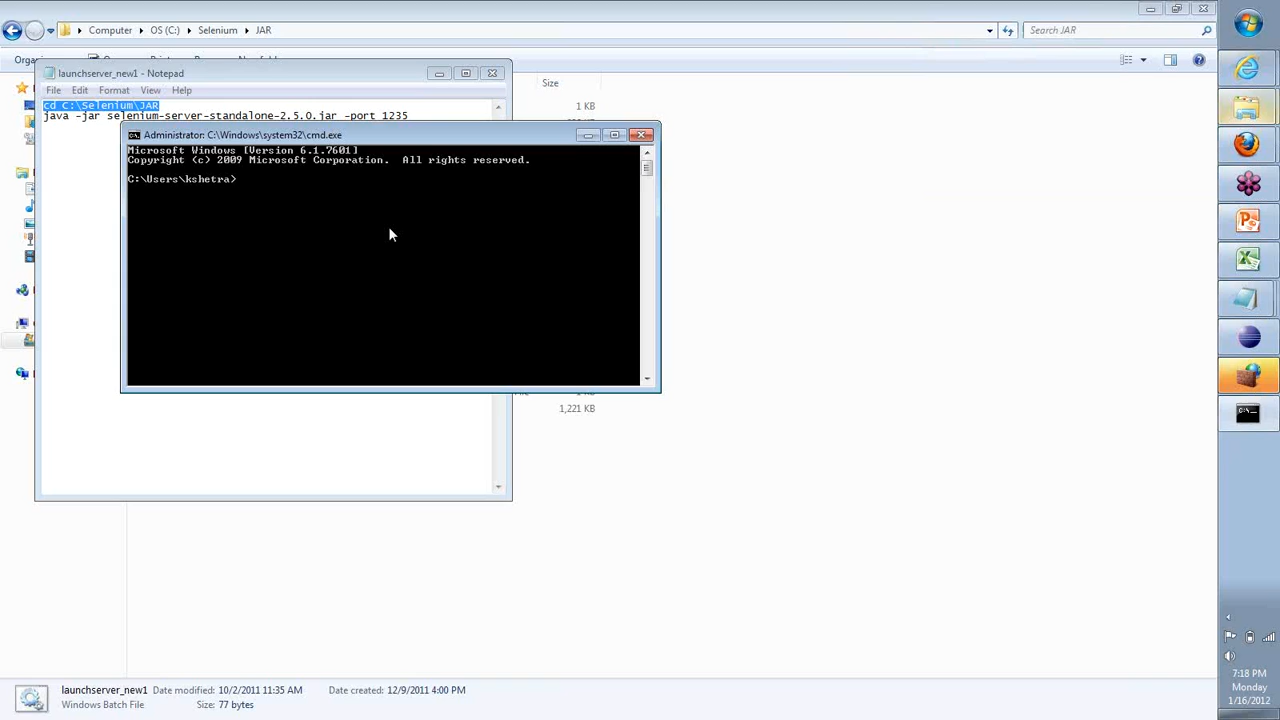 Computer OS (C:) Selenium JAR
Search JAR
launchserver_new1 - Notepad
Size
File Edit Format View Help
cd C:\Selenium\JAR
java -jar selenium-server-standalone-2.5.0.jar -port 1235
1 KB
Administrator: C:\Windows\system32\cmd.exe
Microsoft Windows [Version 6.1.7601]
Copyright (c) 2009 Microsoft Corporation. All rights reserved.
C:\Users\kshetra>
1,221 KB
7:18 PM
Monday
1/16/2012
launchserver_new1 Date modified: 10/2/2011 11:35 AM Date created: 12/9/2011 4:00 PM
Windows Batch File Size: 77 bytes